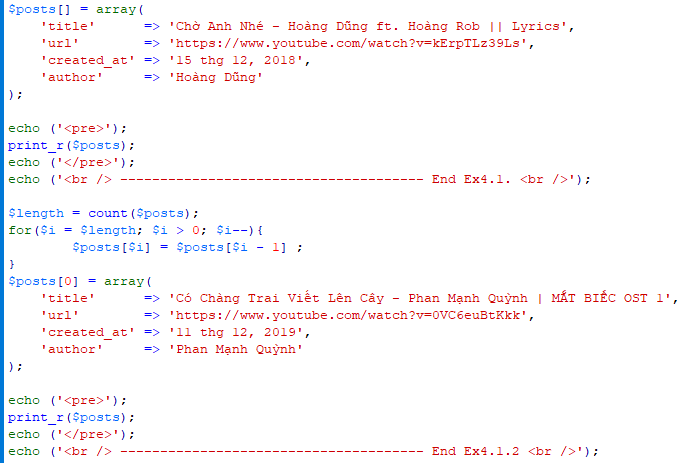 $posts[] = array(
    'title'      => 'Chờ Anh Nhé - Hoàng Dũng ft. Hoàng Rob || Lyrics',
    'url'        => 'https://www.youtube.com/watch?v=kErpTLz39Ls',
    'created_at' => '15 thg 12, 2018',
    'author'     => 'Hoàng Dũng'
);

echo ('<pre>');
print_r($posts);
echo ('</pre>');
echo ('<br /> -------------------------------------- End Ex4.1. <br />');

$length = count($posts);
for($i = $length; $i > 0; $i--){
        $posts[$i] = $posts[$i - 1] ;
}
$posts[0] = array(
    'title'      => 'Có Chàng Trai Viết Lên Cây - Phan Mạnh Quỳnh | MẮT BIẾC OST 1',
    'url'        => 'https://www.youtube.com/watch?v=0VC6euBtKkk',
    'created_at' => '11 thg 12, 2019',
    'author'     => 'Phan Mạnh Quỳnh'
);

echo ('<pre>');
print_r($posts);
echo ('</pre>');
echo ('<br /> -------------------------------------- End Ex4.1.2 <br />');